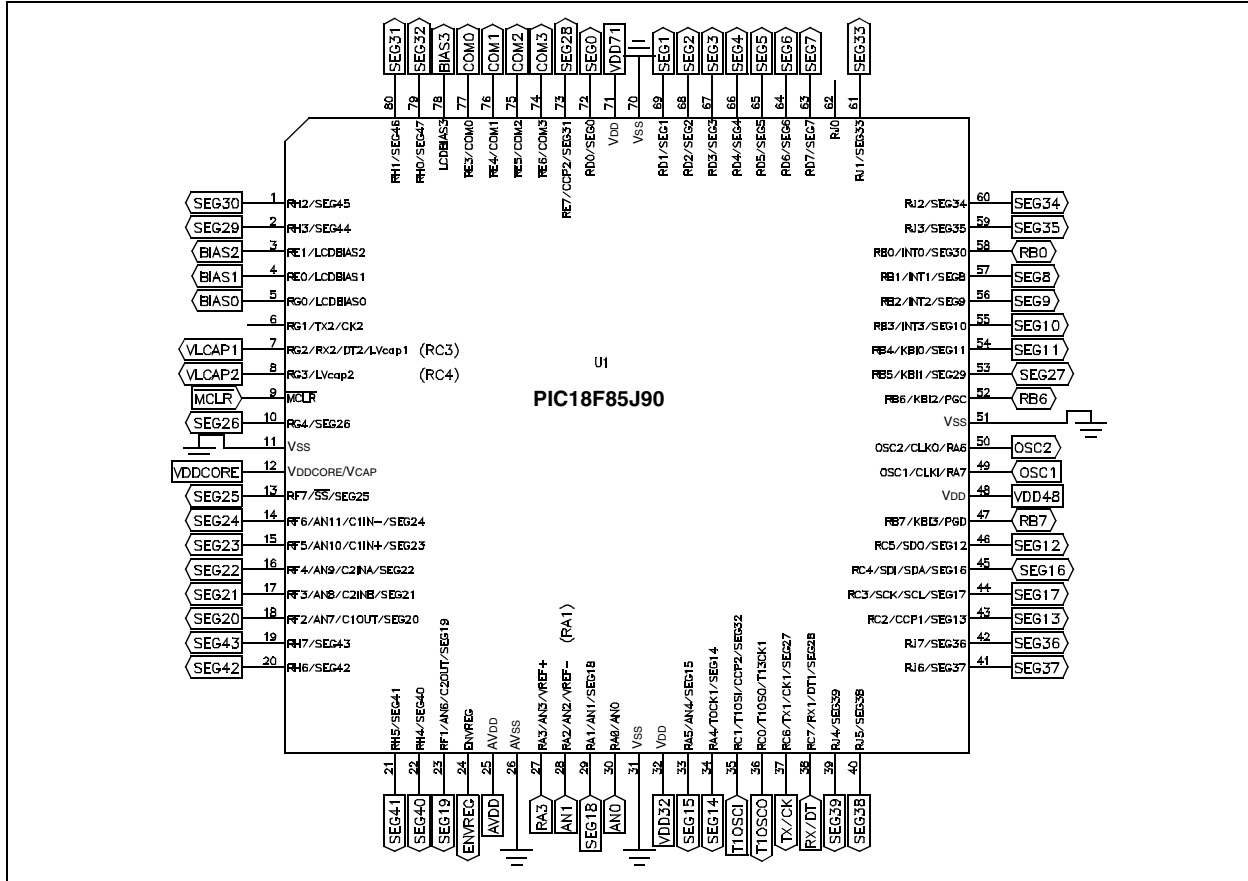 SEG31 SEG32 BIAS3 COM0 COM1 COM2 COM3 SEG28 SEG0 VDD71 SEG1 SEG2 SEG3 SEG4 SEG5 SEG6 SEG7 SEG33
80 79 78 77 76 75 74 73 72 71 70 69 68 67 66 65 64 63 62 61
RH1/SEG46
RH0/SEG47
LCDBIAS3
RE3/COM0
RE4/COM1
RE5/COM2
RE6/COM3
RE7/CCP2/SEG31
RD0/SEG0
VDD
VSS
RD1/SEG1
RD2/SEG2
RD3/SEG3
RD4/SEG4
RD5/SEG5
RD6/SEG6
RD7/SEG7
RJ0
RJ1/SEG33
SEG30 1 RH2/SEG45
SEG29 2 RH3/SEG44
BIAS2 3 RE1/LCDBIAS2
BIAS1 4 RE0/LCDBIAS1
BIAS0 5 RG0/LCDBIAS0
6 RG1/TX2/CK2
VLCAP1 7 RG2/RX2/DT2/LVcap1 (RC3)
VLCAP2 8 RG3/LVcap2 (RC4)
MCLR 9 MCLR
SEG26 10 RG4/SEG26
11 VSS
VDDCORE 12 VDDCORE/VCAP
SEG25 13 RF7/SS/SEG25
SEG24 14 RF6/AN11/C1IN-/SEG24
SEG23 15 RF5/AN10/C1IN+/SEG23
SEG22 16 RF4/AN9/C2INA/SEG22
SEG21 17 RF3/AN8/C2INB/SEG21
SEG20 18 RF2/AN7/C1OUT/SEG20
SEG43 19 RH7/SEG43
SEG42 20 RH6/SEG42
U1
PIC18F85J90
RJ2/SEG34 60 SEG34
RJ3/SEG35 59 SEG35
RB0/INT0/SEG30 58 RB0
RB1/INT1/SEG8 57 SEG8
RB2/INT2/SEG9 56 SEG9
RB3/INT3/SEG10 55 SEG10
RB4/KBI0/SEG11 54 SEG11
RB5/KBI1/SEG29 53 SEG27
RB6/KBI2/PGC 52 RB6
VSS 51
OSC2/CLKO/RA6 50 OSC2
OSC1/CLKI/RA7 49 OSC1
VDD 48 VDD48
RB7/KBI3/PGD 47 RB7
RC5/SDO/SEG12 46 SEG12
RC4/SDI/SDA/SEG16 45 SEG16
RC3/SCK/SCL/SEG17 44 SEG17
RC2/CCP1/SEG13 43 SEG13
RJ7/SEG36 42 SEG36
RJ6/SEG37 41 SEG37
RH5/SEG41
RH4/SEG40
RF1/AN6/C2OUT/SEG19
ENVREG
AVDD
AVSS
RA3/AN3/VREF+
RA2/AN2/VREF- (RA1)
RA1/AN1/SEG18
RA0/AN0
VSS
VDD
RA5/AN4/SEG15
RA4/T0CK1/SEG14
RC1/T1OSI/CCP2/SEG32
RC0/T1OSO/T13CK1
RC6/TX1/CK1/SEG27
RC7/RX1/DT1/SEG28
RJ4/SEG39
RJ5/SEG38
21 22 23 24 25 26 27 28 29 30 31 32 33 34 35 36 37 38 39 40
SEG41 SEG40 SEG19 ENVREG AVDD RA3 AN1 SEG18 AN0 VDD32 SEG15 SEG14 T1OSCI T1OSCO TX/CK RX/DT SEG39 SEG38